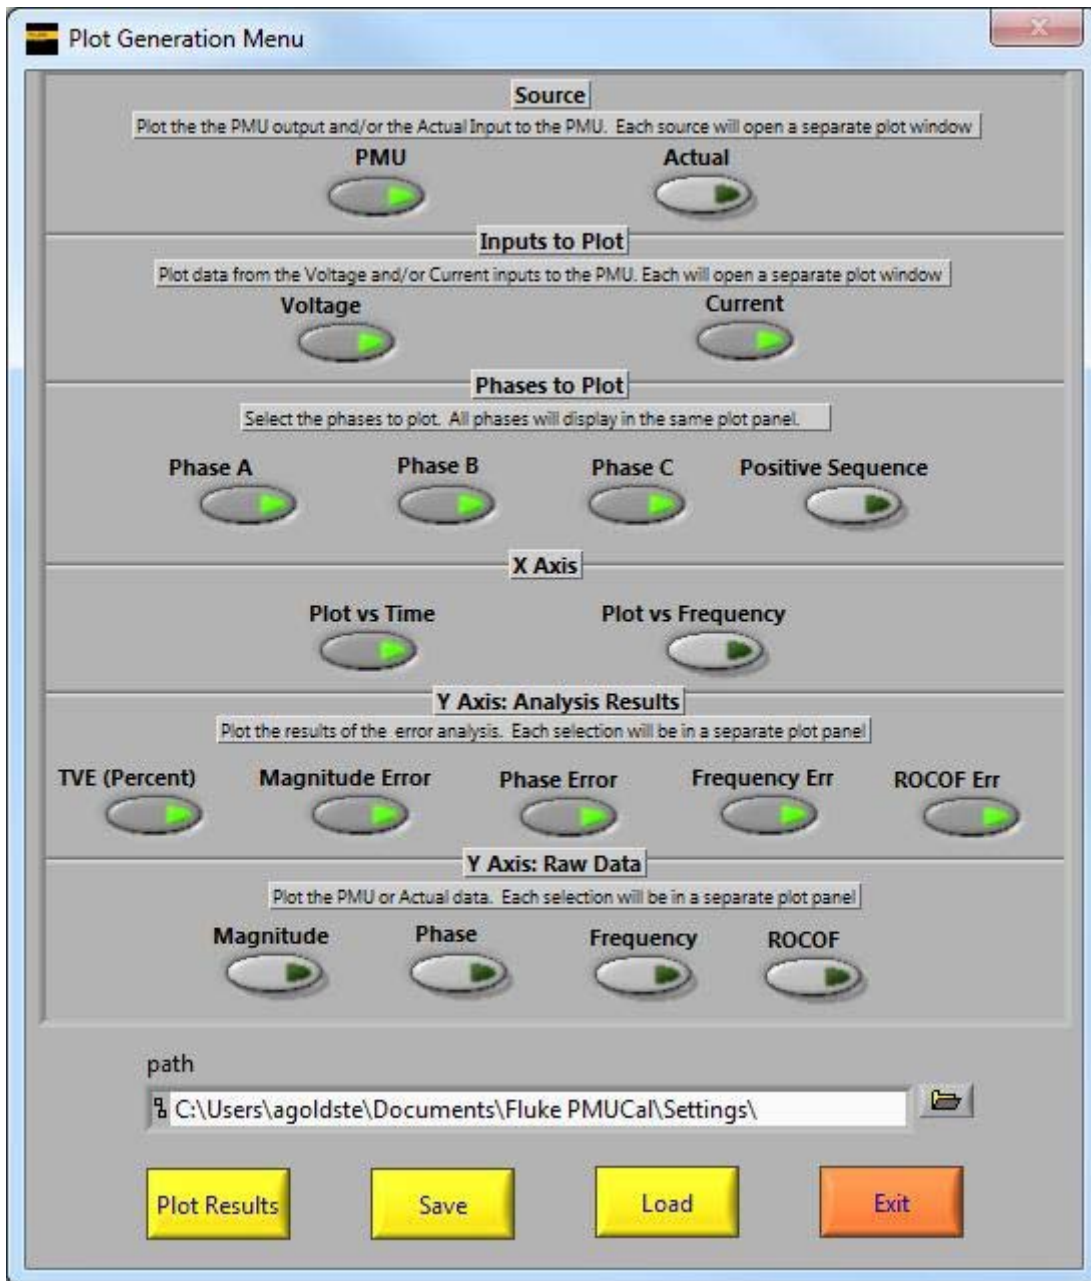 Plot Generation Menu
Source
Plot the the PMU output and/or the Actual Input to the PMU. Each source will open a separate plot window
PMU Actual
Inputs to Plot
Plot data from the Voltage and/or Current inputs to the PMU. Each will open a separate plot window
Voltage Current
Phases to Plot
Select the phases to plot. All phases will display in the same plot panel.
Phase A Phase B Phase C Positive Sequence
X Axis
Plot vs Time Plot vs Frequency
Y Axis: Analysis Results
Plot the results of the error analysis. Each selection will be in a separate plot panel
TVE (Percent) Magnitude Error Phase Error Frequency Err ROCOF Err
Y Axis: Raw Data
Plot the PMU or Actual data. Each selection will be in a separate plot panel
Magnitude Phase Frequency ROCOF
path
C:\Users\agoldste\Documents\Fluke PMUCal\Settings\
Plot Results Save Load Exit